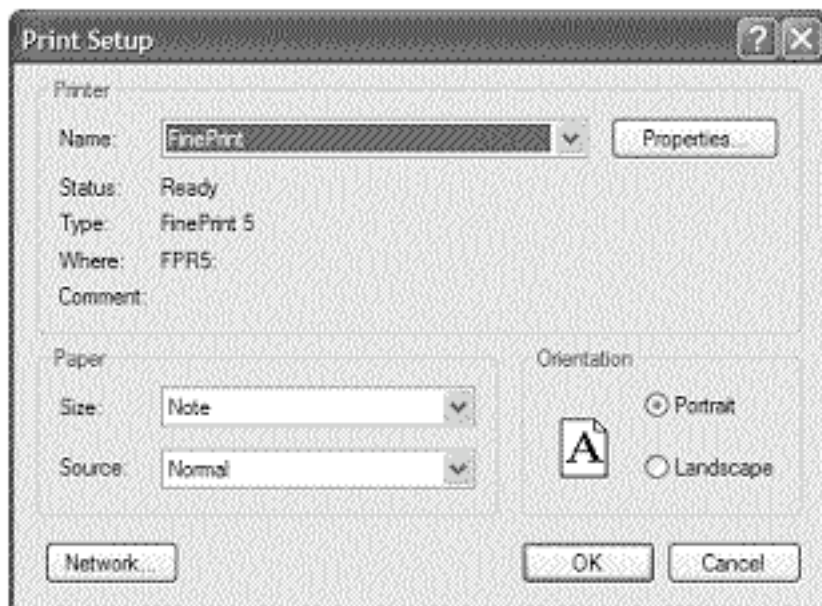 Print Setup
Printer
Name: FinePrint Properties...
Status: Ready
Type: FinePrint 5
Where: FPR5:
Comment:
Paper
Size: Note
Source: Normal
Orientation
A
Portrait
Landscape
Network... OK Cancel